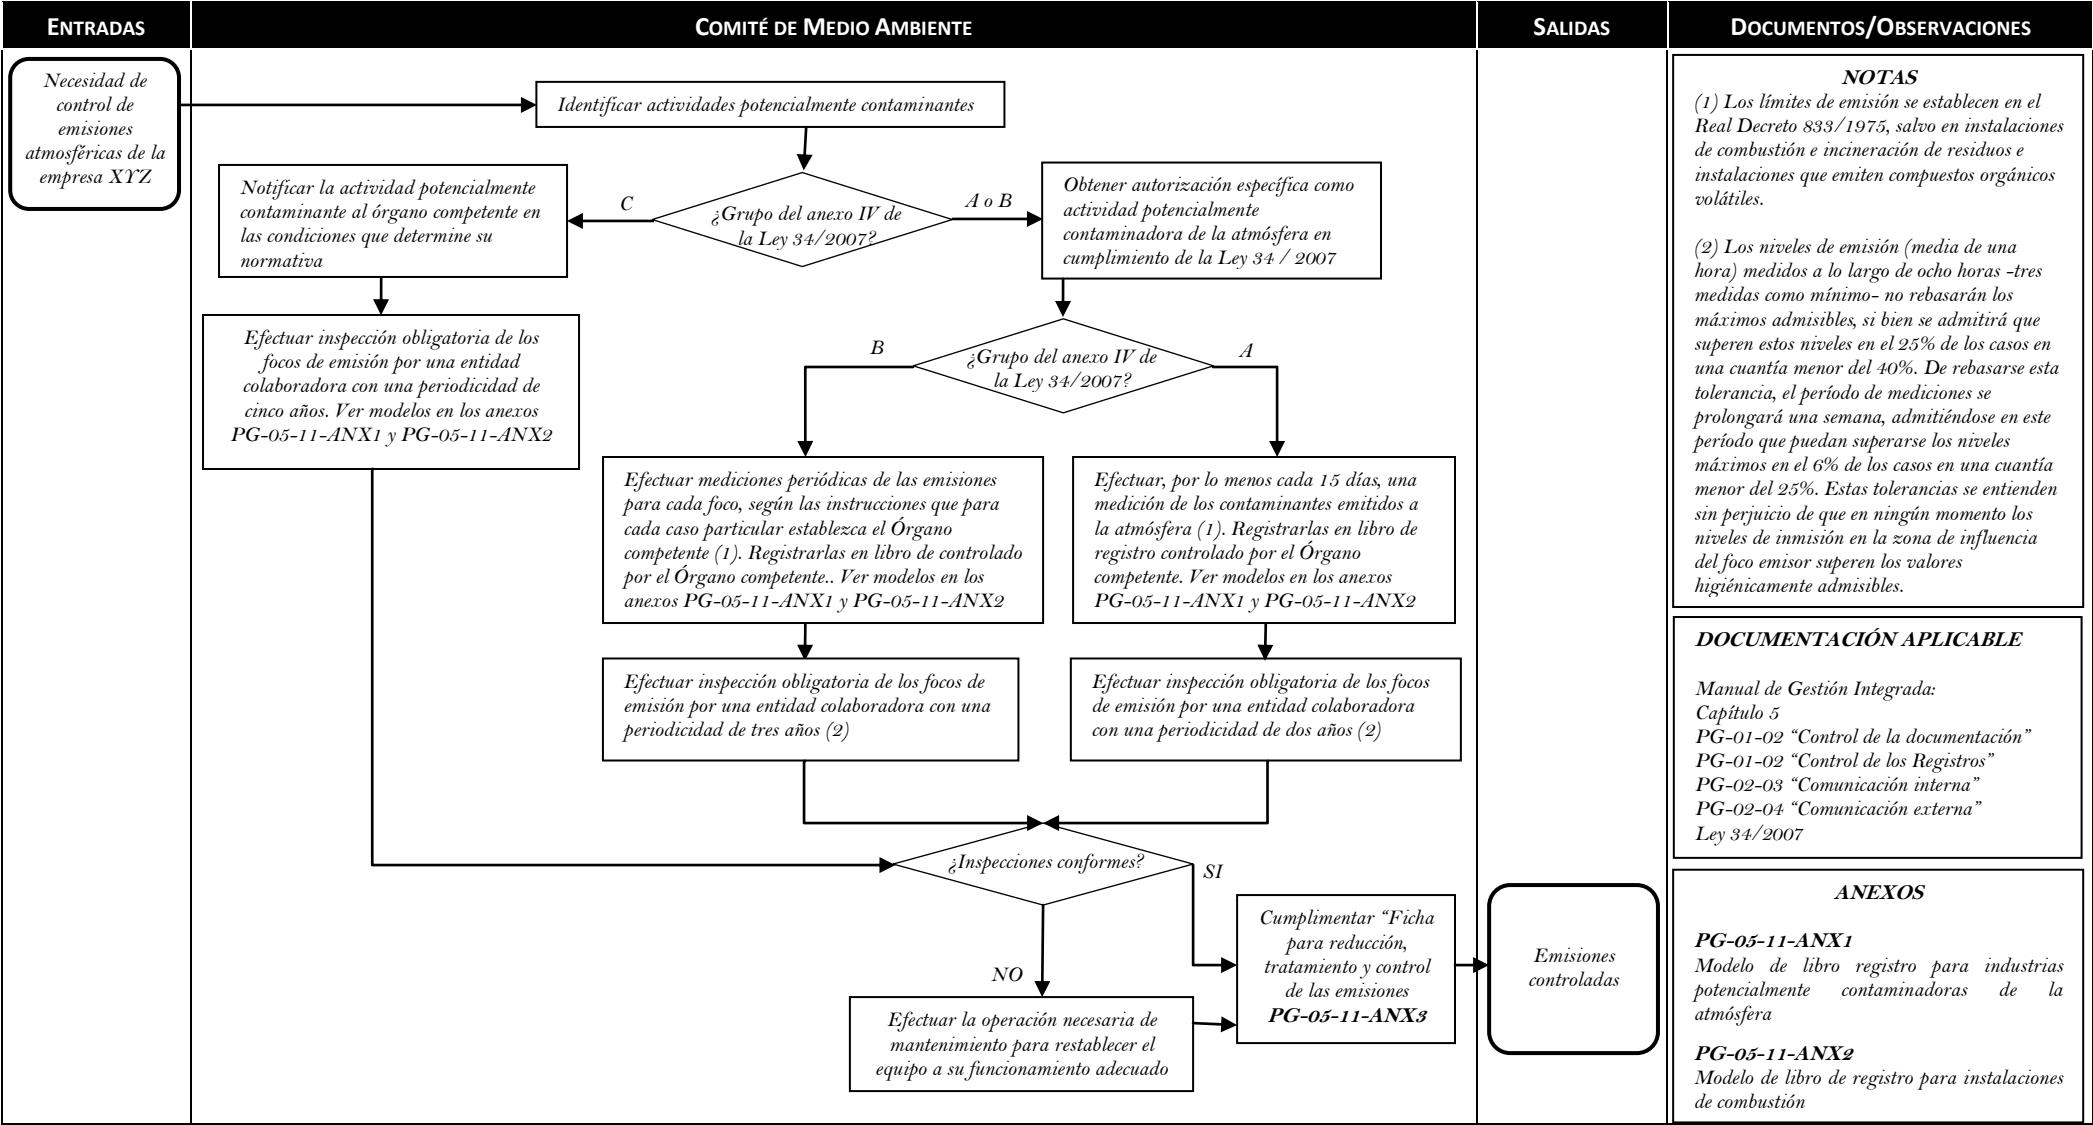 ENTRADAS
COMITÉ DE MEDIO AMBIENTE
SALIDAS
DOCUMENTOS/OBSERVACIONES
Necesidad de
control de
emisiones
atmosféricas de la
empresa XYZ
Identificar actividades potencialmente contaminantes
Notificar la actividad potencialmente
contaminante al órgano competente en
las condiciones que determine su
normativa
C
¿Grupo del anexo IV de
la Ley 34/2007?
A o B
Obtener autorización específica como
actividad potencialmente
contaminadora de la atmósfera en
cumplimiento de la Ley 34 / 2007
Efectuar inspección obligatoria de los
focos de emisión por una entidad
colaboradora con una periodicidad de
cinco años. Ver modelos en los anexos
PG-05-11-ANX1 y PG-05-11-ANX2
B
¿Grupo del anexo IV de
la Ley 34/2007?
A
Efectuar mediciones periódicas de las emisiones
para cada foco, según las instrucciones que para
cada caso particular establezca el Órgano
competente (1). Registrarlas en libro de controlado
por el Órgano competente.. Ver modelos en los
anexos PG-05-11-ANX1 y PG-05-11-ANX2
Efectuar, por lo menos cada 15 días, una
medición de los contaminantes emitidos a
la atmósfera (1). Registrarlas en libro de
registro controlado por el Órgano
competente. Ver modelos en los anexos
PG-05-11-ANX1 y PG-05-11-ANX2
Efectuar inspección obligatoria de los focos de
emisión por una entidad colaboradora con una
periodicidad de tres años (2)
Efectuar inspección obligatoria de los focos
de emisión por una entidad colaboradora
con una periodicidad de dos años (2)
¿Inspecciones conformes?
SI
NO
Cumplimentar “Ficha
para reducción,
tratamiento y control
de las emisiones
PG-05-11-ANX3
Efectuar la operación necesaria de
mantenimiento para restablecer el
equipo a su funcionamiento adecuado
Emisiones
controladas
NOTAS
(1) Los límites de emisión se establecen en el
Real Decreto 833/1975, salvo en instalaciones
de combustión e incineración de residuos e
instalaciones que emiten compuestos orgánicos
volátiles.
(2) Los niveles de emisión (media de una
hora) medidos a lo largo de ocho horas -tres
medidas como mínimo- no rebasarán los
máximos admisibles, si bien se admitirá que
superen estos niveles en el 25% de los casos en
una cuantía menor del 40%. De rebasarse esta
tolerancia, el período de mediciones se
prolongará una semana, admitiéndose en este
período que puedan superarse los niveles
máximos en el 6% de los casos en una cuantía
menor del 25%. Estas tolerancias se entienden
sin perjuicio de que en ningún momento los
niveles de inmisión en la zona de influencia
del foco emisor superen los valores
higiénicamente admisibles.
DOCUMENTACIÓN APLICABLE
Manual de Gestión Integrada:
Capítulo 5
PG-01-02 “Control de la documentación”
PG-01-02 “Control de los Registros”
PG-02-03 “Comunicación interna”
PG-02-04 “Comunicación externa”
Ley 34/2007
ANEXOS
PG-05-11-ANX1
Modelo de libro registro para industrias
potencialmente contaminadoras de la
atmósfera
PG-05-11-ANX2
Modelo de libro de registro para instalaciones
de combustión